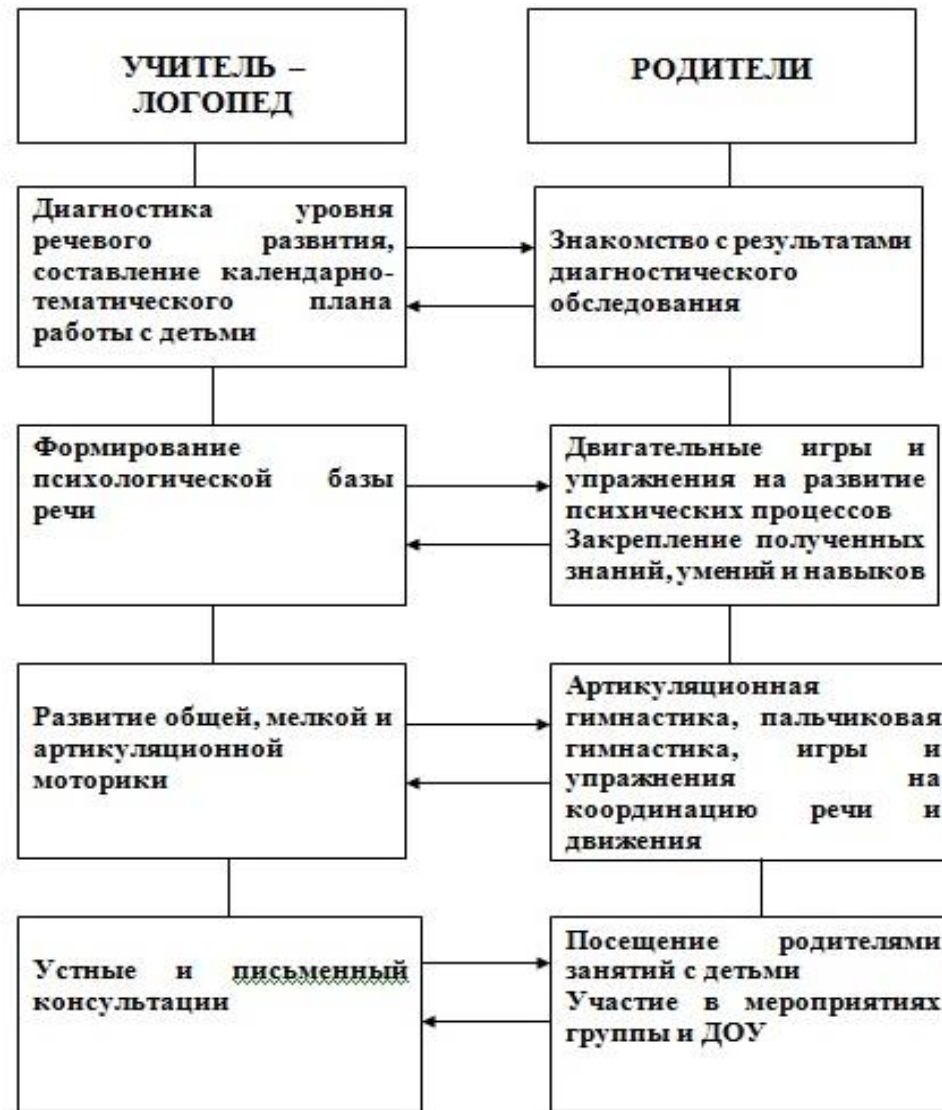 УЧИТЕЛЬ –
ЛОГОПЕД
РОДИТЕЛИ
Диагностика уровня
речевого развития,
составление календарно-
тематического плана
работы с детьми
Знакомство с результатами
диагностического
обследования
Формирование
психологической базы
речи
Двигательные игры и
упражнения на развитие
психических процессов
Закрепление полученных
знаний, умений и навыков
Развитие общей, мелкой и
артикуляционной
моторики
Артикуляционная
гимнастика, пальчиковая
гимнастика, игры и
упражнения на
координацию речи и
движения
Устные и письменный
консультации
Посещение родителями
занятий с детьми
Участие в мероприятиях
группы и ДОУ